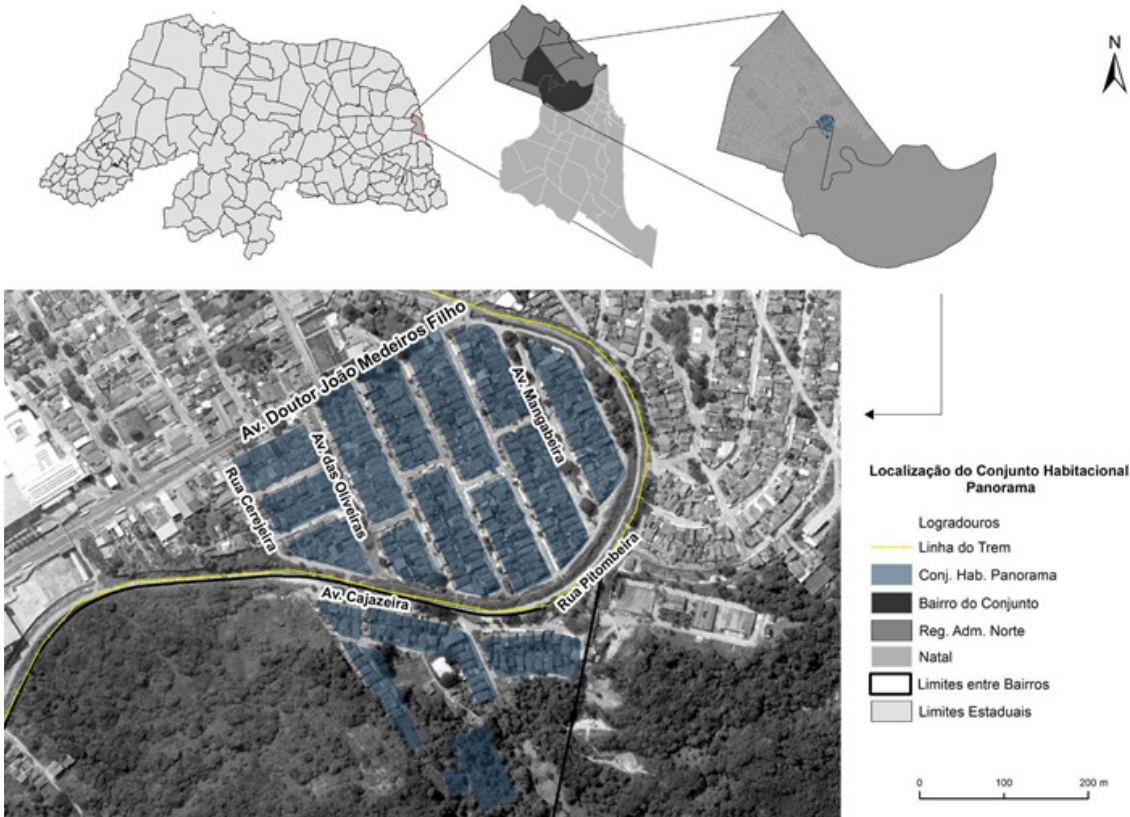 N
Av. Doutor João Medeiros Filho
Av. Mangabeira
Av. das Oliveiras
Rua Cerejeira
Rua Pitombeira
Av. Cajazeira
Localização do Conjunto Habitacional
Panorama
Logradouros
Linha do Trem
Conj. Hab. Panorama
Bairro do Conjunto
Reg. Adm. Norte
Natal
Limites entre Bairros
Limites Estaduais
0 100 200 m